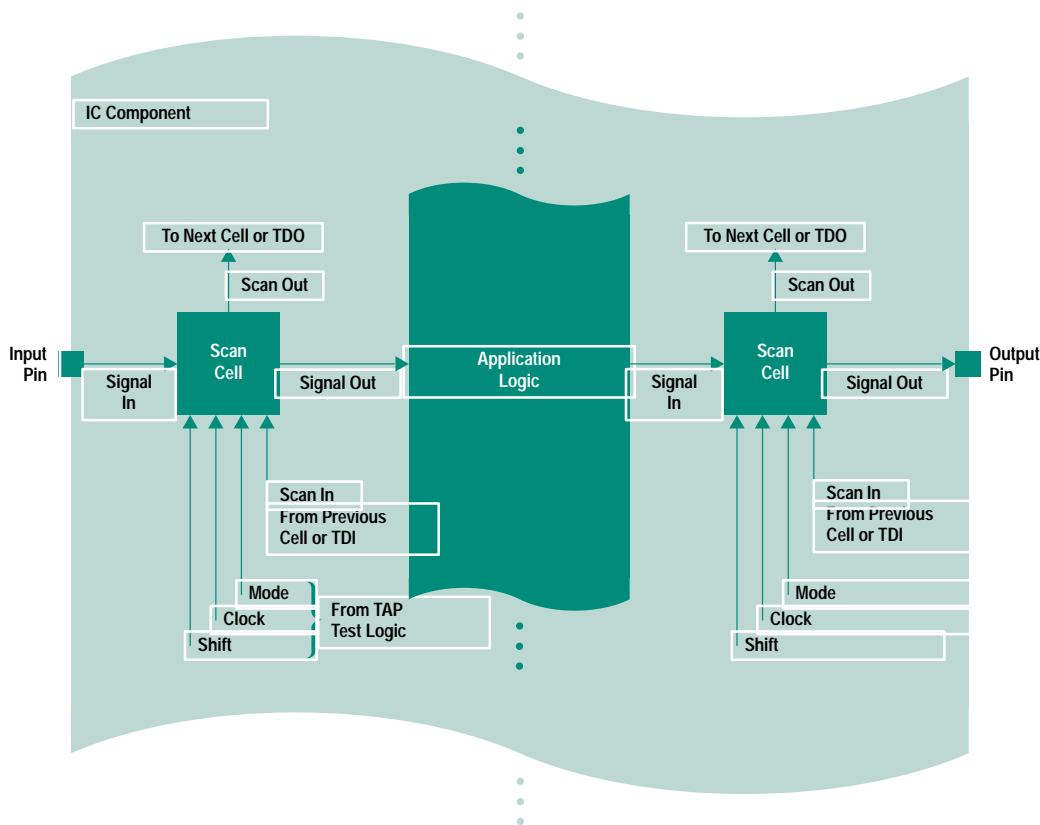 IC Component
To Next Cell or TDO
To Next Cell or TDO
Scan Out
Scan Out
Input
Pin
Scan
Cell
Application
Logic
Scan
Cell
Output
Pin
Signal
In
Signal Out
Signal
In
Signal Out
Scan In
From Previous
Cell or TDI
Scan In
From Previous
Cell or TDI
Mode
Clock
Shift
From TAP
Test Logic
Mode
Clock
Shift